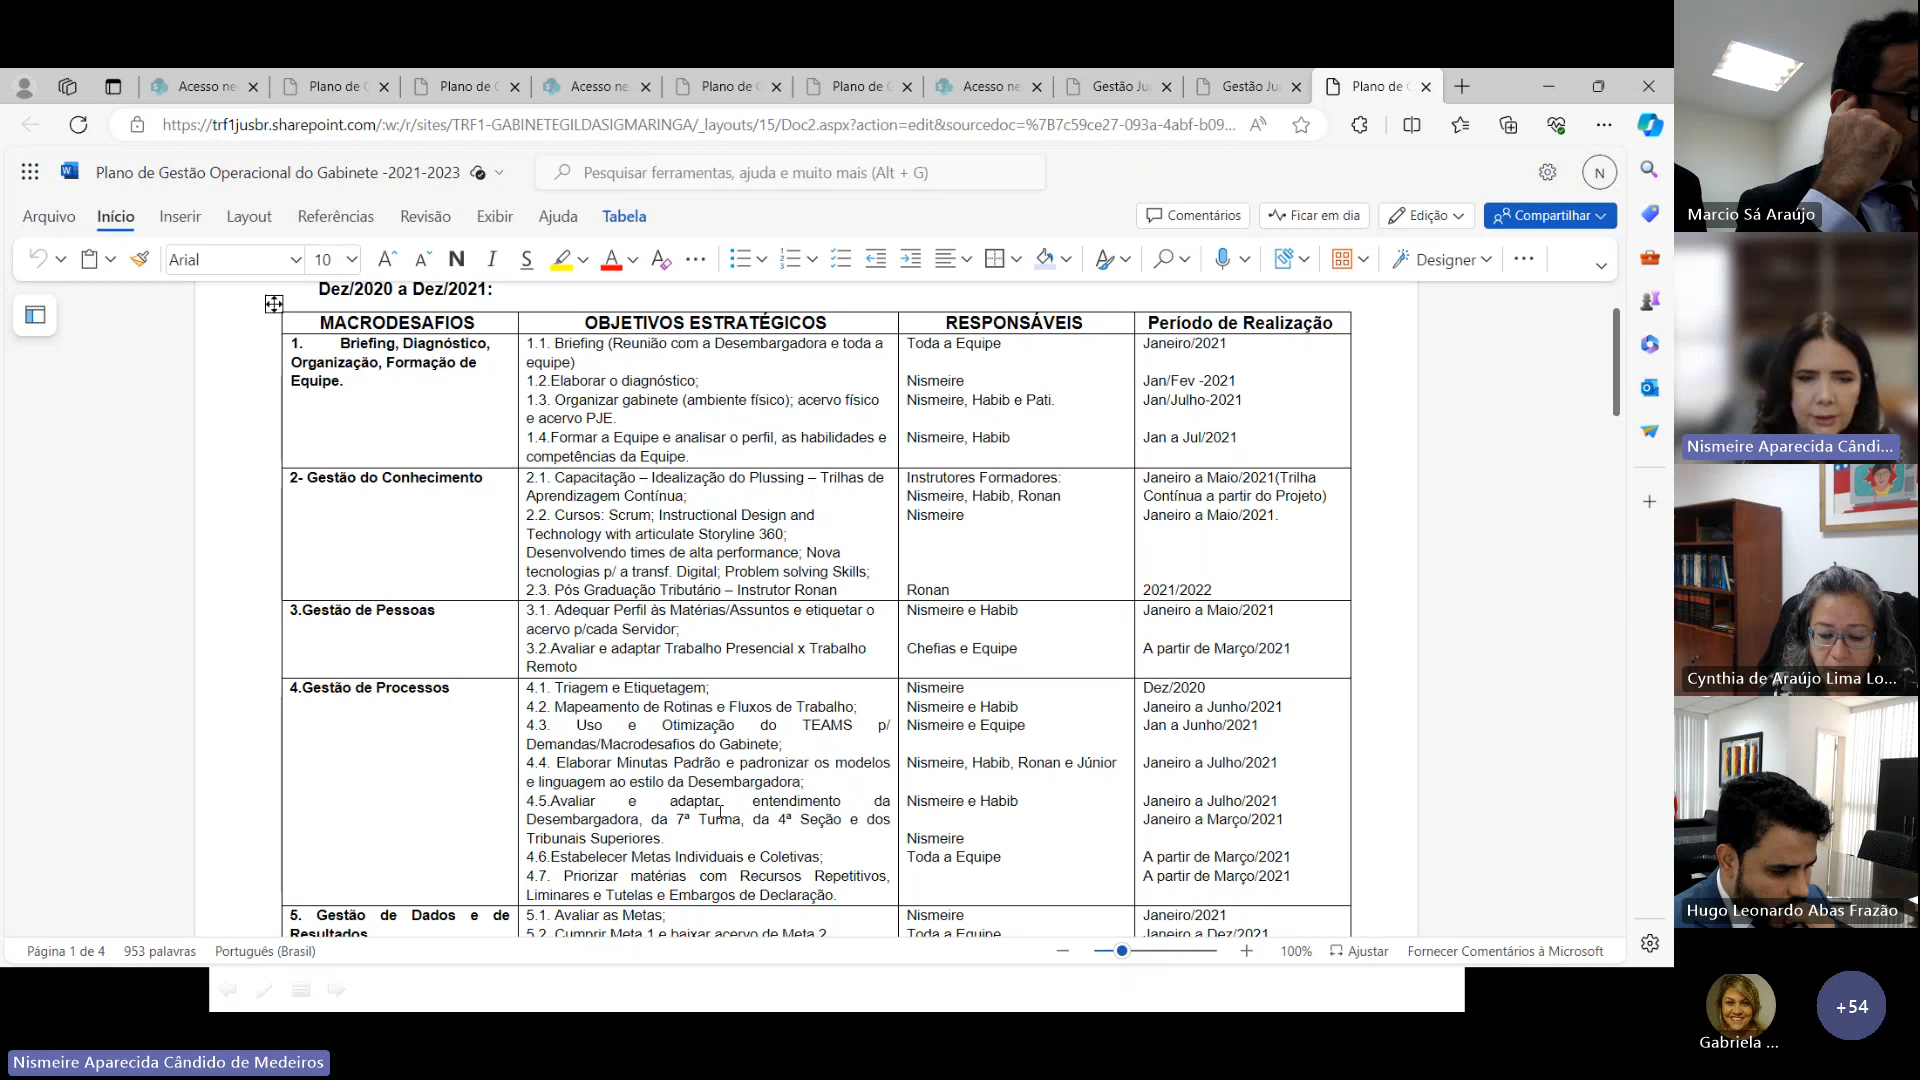 Acesso ne
Plano de G
Plano de G
Acesso ne
Plano de G
Plano de G
Acesso ne
Gestão Ju
Gestão Ju
Plano de G
https://trf1jusbr.sharepoint.com/:w:/r/sites/TRF1-GABINETEGILDASIGMARINGA/_layouts/15/Doc2.aspx?action=edit&sourcedoc=%7B7c59ce27-093a-4abf-b09...
Plano de Gestão Operacional do Gabinete -2021-2023
Pesquisar ferramentas, ajuda e muito mais (Alt + G)
N
Arquivo Início Inserir Layout Referências Revisão Exibir Ajuda Tabela
Comentários Ficar em dia Edição Compartilhar
Arial 10 N I S A Designer
Dez/2020 a Dez/2021:
MACRODESAFIOS OBJETIVOS ESTRATÉGICOS RESPONSÁVEIS Período de Realização
1. Briefing, Diagnóstico, 1.1. Briefing (Reunião com a Desembargadora e toda a Toda a Equipe Janeiro/2021
Organização, Formação de equipe)
Equipe. 1.2.Elaborar o diagnóstico; Nismeire Jan/Fev -2021
1.3. Organizar gabinete (ambiente físico); acervo físico Nismeire, Habib e Pati. Jan/Julho-2021
e acervo PJE.
1.4.Formar a Equipe e analisar o perfil, as habilidades e Nismeire, Habib Jan a Jul/2021
competências da Equipe.
2- Gestão do Conhecimento 2.1. Capacitação – Idealização do Plussing – Trilhas de Instrutores Formadores: Janeiro a Maio/2021(Trilha
Aprendizagem Contínua; Nismeire, Habib, Ronan Contínua a partir do Projeto)
2.2. Cursos: Scrum; Instructional Design and Nismeire Janeiro a Maio/2021.
Technology with articulate Storyline 360;
Desenvolvendo times de alta performance; Nova
tecnologias p/ a transf. Digital; Problem solving Skills;
2.3. Pós Graduação Tributário – Instrutor Ronan Ronan 2021/2022
3.Gestão de Pessoas 3.1. Adequar Perfil às Matérias/Assuntos e etiquetar o Nismeire e Habib Janeiro a Maio/2021
acervo p/cada Servidor;
3.2.Avaliar e adaptar Trabalho Presencial x Trabalho Chefias e Equipe A partir de Março/2021
Remoto
4.Gestão de Processos 4.1. Triagem e Etiquetagem; Nismeire Dez/2020
4.2. Mapeamento de Rotinas e Fluxos de Trabalho; Nismeire e Habib Janeiro a Junho/2021
4.3. Uso e Otimização do TEAMS p/ Nismeire e Equipe Jan a Junho/2021
Demandas/Macrodesafios do Gabinete;
4.4. Elaborar Minutas Padrão e padronizar os modelos Nismeire, Habib, Ronan e Júnior Janeiro a Julho/2021
e linguagem ao estilo da Desembargadora;
4.5.Avaliar e adaptar entendimento da Nismeire e Habib Janeiro a Julho/2021
Desembargadora, da 7ª Turma, da 4ª Seção e dos Janeiro a Março/2021
Tribunais Superiores. Nismeire
4.6.Estabelecer Metas Individuais e Coletivas; Toda a Equipe A partir de Março/2021
4.7. Priorizar matérias com Recursos Repetitivos, A partir de Março/2021
Liminares e Tutelas e Embargos de Declaração.
5. Gestão de Dados e de 5.1. Avaliar as Metas; Nismeire Janeiro/2021
Resultados 5.2. Cumprir Meta 1 e baixar acervo de Meta 2 Toda a Equipe Janeiro a Dez/2021
Página 1 de 4 953 palavras Português (Brasil) 100% Ajustar Fornecer Comentários à Microsoft
Marcio Sá Araújo
Nismeire Aparecida Cândi...
Cynthia de Araújo Lima Lo...
Hugo Leonardo Abas Frazão
Gabriela ...
+54
Nismeire Aparecida Cândido de Medeiros